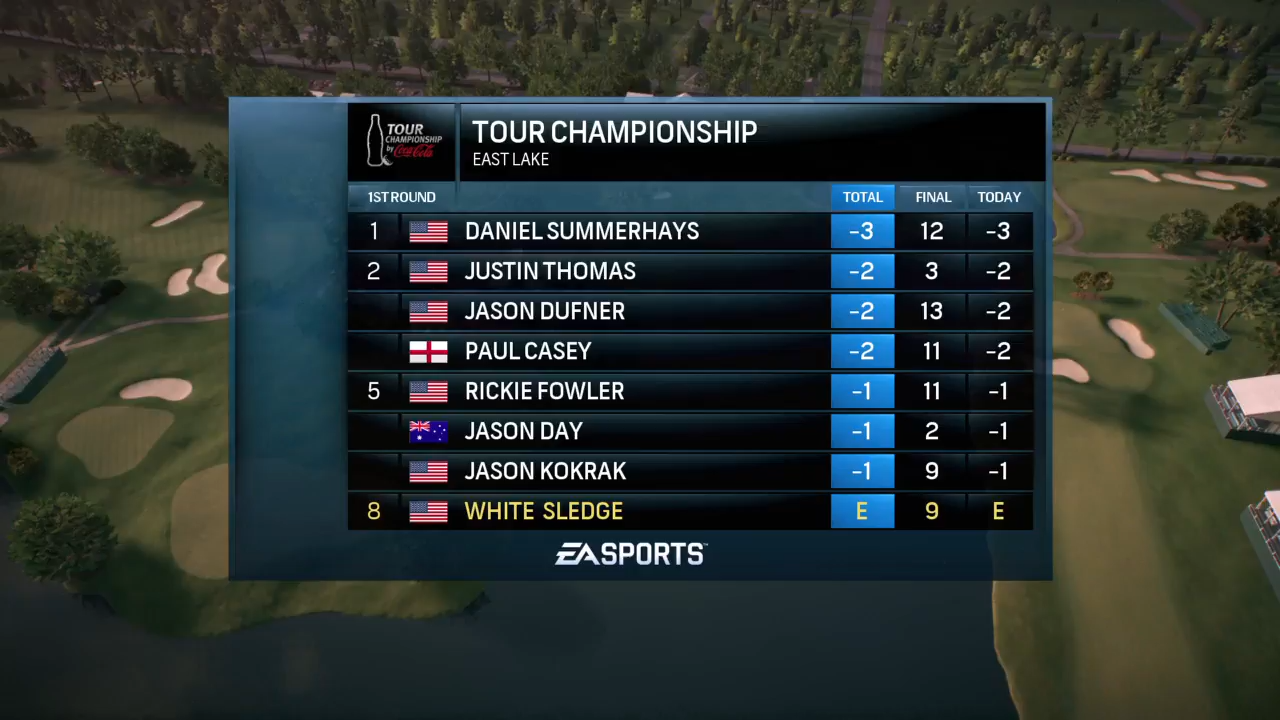 TOUR
CHAMPIONSHIP
by Coca-Cola
TOUR CHAMPIONSHIP
EAST LAKE
1ST ROUND TOTAL FINAL TODAY
1 DANIEL SUMMERHAYS -3 12 -3
2 JUSTIN THOMAS -2 3 -2
JASON DUFNER -2 13 -2
PAUL CASEY -2 11 -2
5 RICKIE FOWLER -1 11 -1
JASON DAY -1 2 -1
JASON KOKRAK -1 9 -1
8 WHITE SLEDGE E 9 E
EA SPORTS™